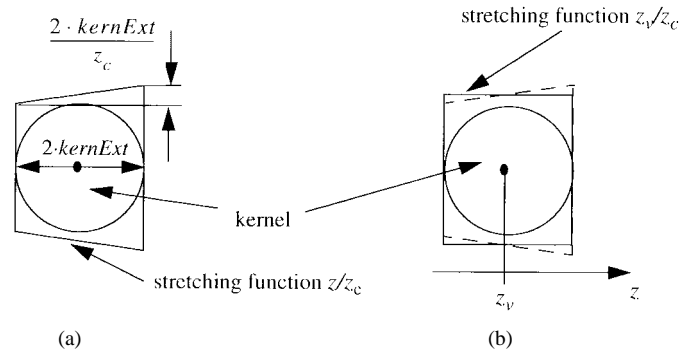 2 · kernExt
z_c
2·kernExt
kernel
stretching function z/z_c
(a)
stretching function z_v/z_c
z_v
z
(b)